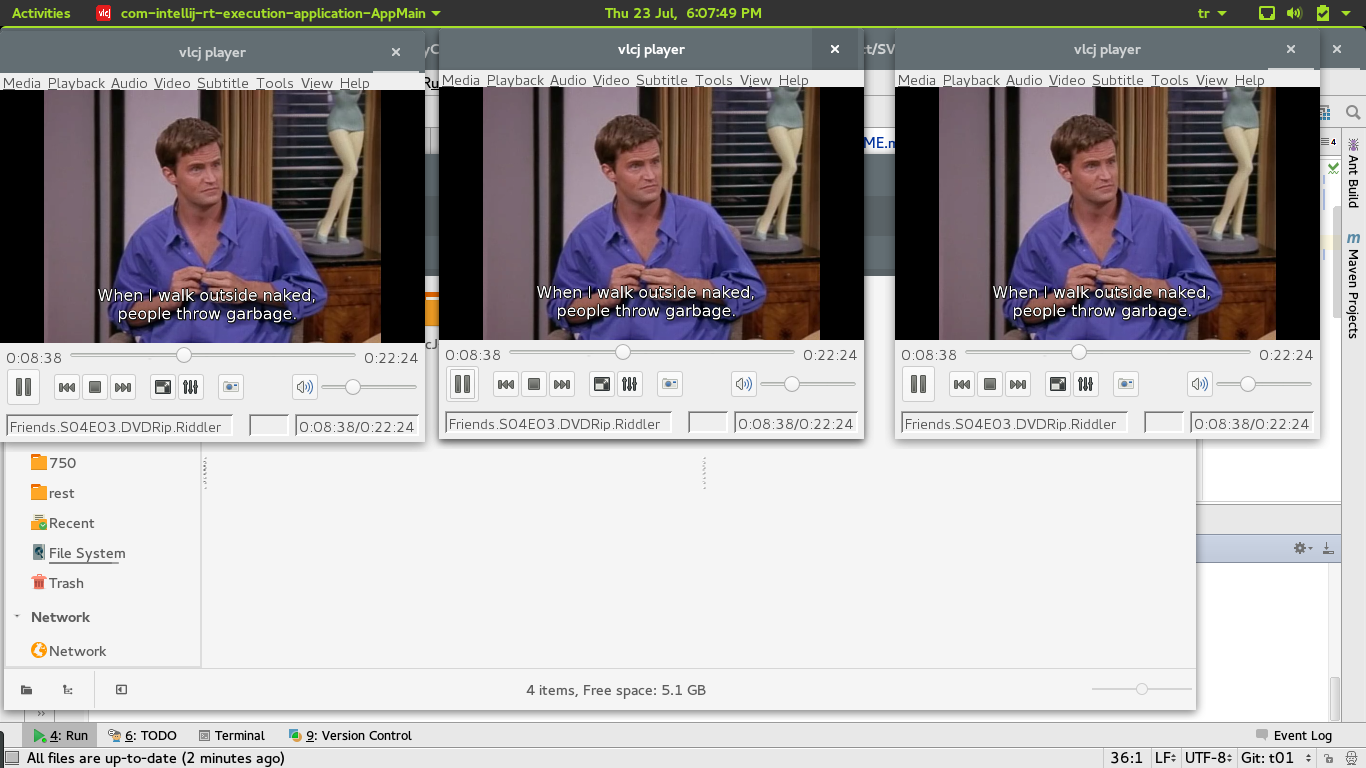 Activities
com-intellij-rt-execution-application-AppMain
Thu 23 Jul, 6:07:49 PM
tr
vlcj player
vlcj player
ct/SV
vlcj player
Media Playback Audio Video Subtitle Tools View Help
Ru
Media Playback Audio Video Subtitle Tools View Help
Media Playback Audio Video Subtitle Tools View Help
ME.m
4
Ant Build
Maven Projects
When I walk outside naked,
people throw garbage.
When I walk outside naked,
people throw garbage.
When I walk outside naked,
people throw garbage.
0:08:38
0:22:24
0:08:38
0:22:24
0:08:38
0:22:24
Friends.S04E03.DVDRip.Riddler
0:08:38/0:22:24
Friends.S04E03.DVDRip.Riddler
0:08:38/0:22:24
Friends.S04E03.DVDRip.Riddler
0:08:38/0:22:24
750
rest
Recent
File System
Trash
Network
Network
4 items, Free space: 5.1 GB
4: Run
6: TODO
Terminal
9: Version Control
Event Log
All files are up-to-date (2 minutes ago)
36:1
LF
UTF-8
Git: t01